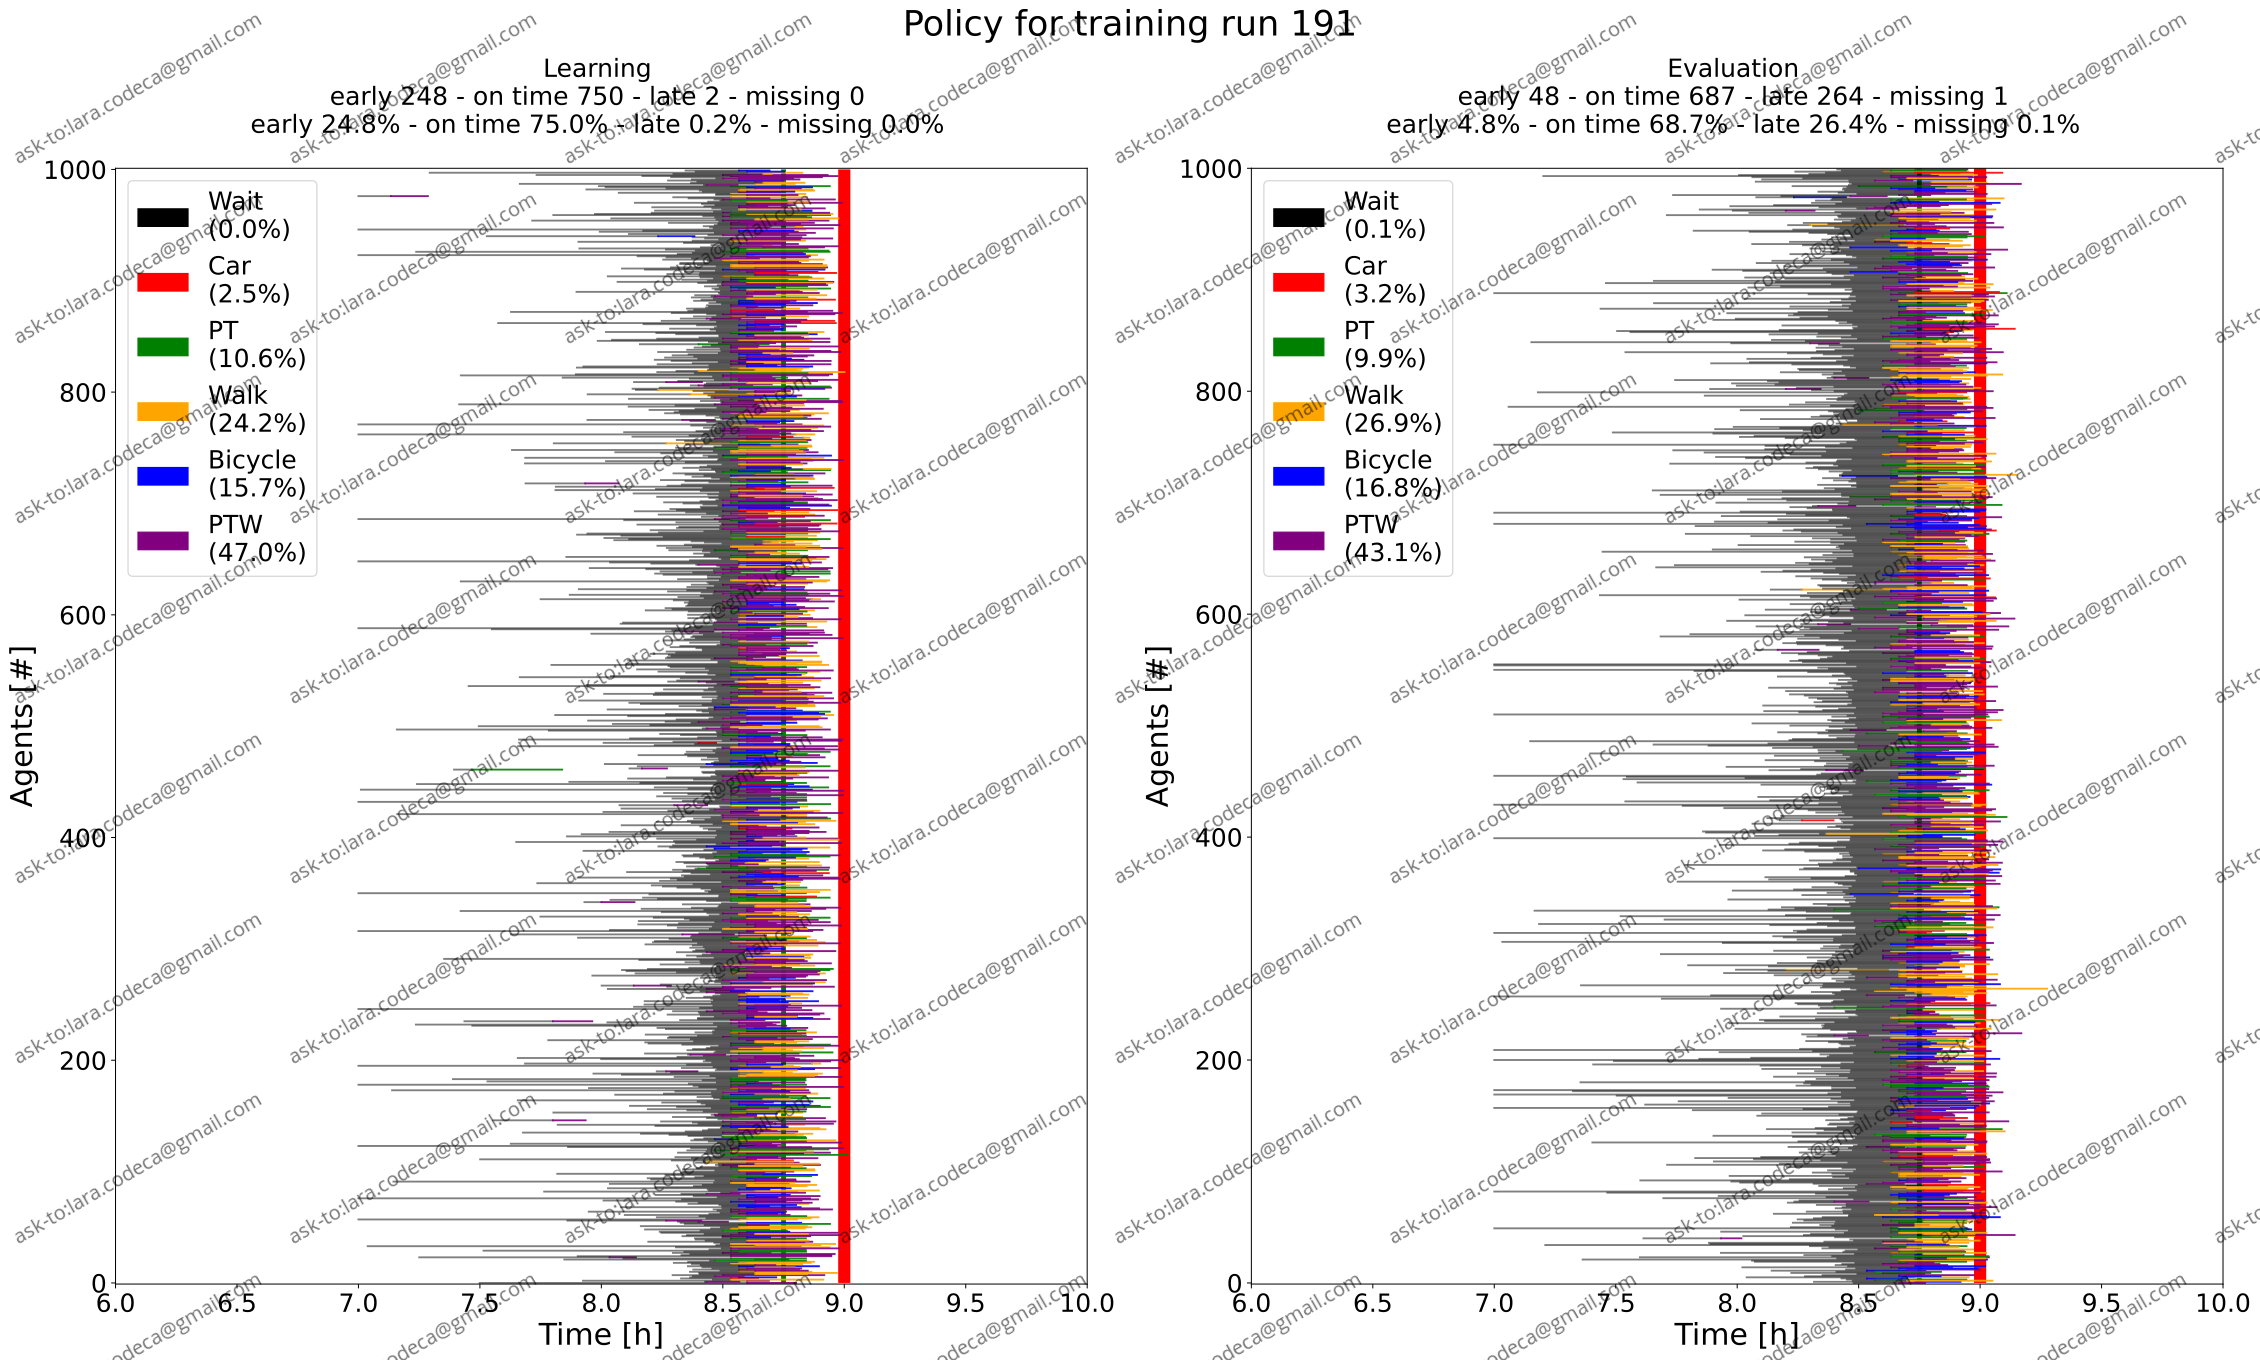 Policy for training run 191
Learning
early 248 - on time 750 - late 2 - missing 0
early 24.8% - on time 75.0% - late 0.2% - missing 0.0%
Evaluation
early 48 - on time 687 - late 264 - missing 1
early 4.8% - on time 68.7% - late 26.4% - missing 0.1%
1000
800
600
400
200
0
Agents [#]
Wait
(0.0%)
Car
(2.5%)
PT
(10.6%)
Walk
(24.2%)
Bicycle
(15.7%)
PTW
(47.0%)
6.0 6.5 7.0 7.5 8.0 8.5 9.0 9.5 10.0
Time [h]
1000
800
600
400
200
0
Agents [#]
Wait
(0.1%)
Car
(3.2%)
PT
(9.9%)
Walk
(26.9%)
Bicycle
(16.8%)
PTW
(43.1%)
6.0 6.5 7.0 7.5 8.0 8.5 9.0 9.5 10.0
Time [h]
ask-to:lara.codeca@gmail.com